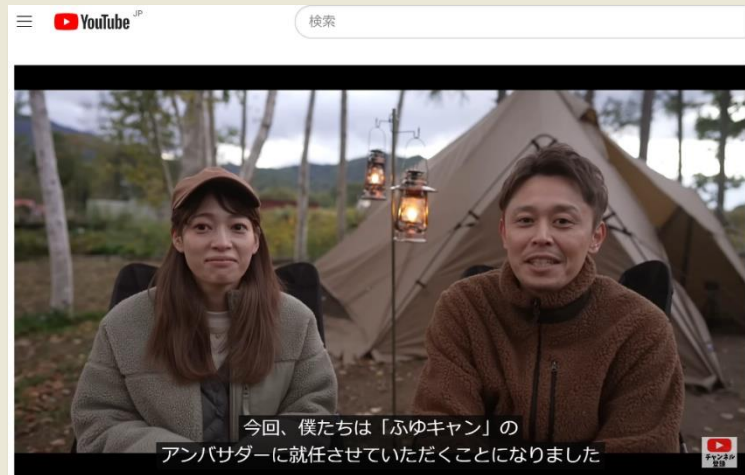 YouTube JP
検索
今回、僕たちは「ふゆキャン」の
アンバサダーに就任させていただくことになりました
チャンネル
登録